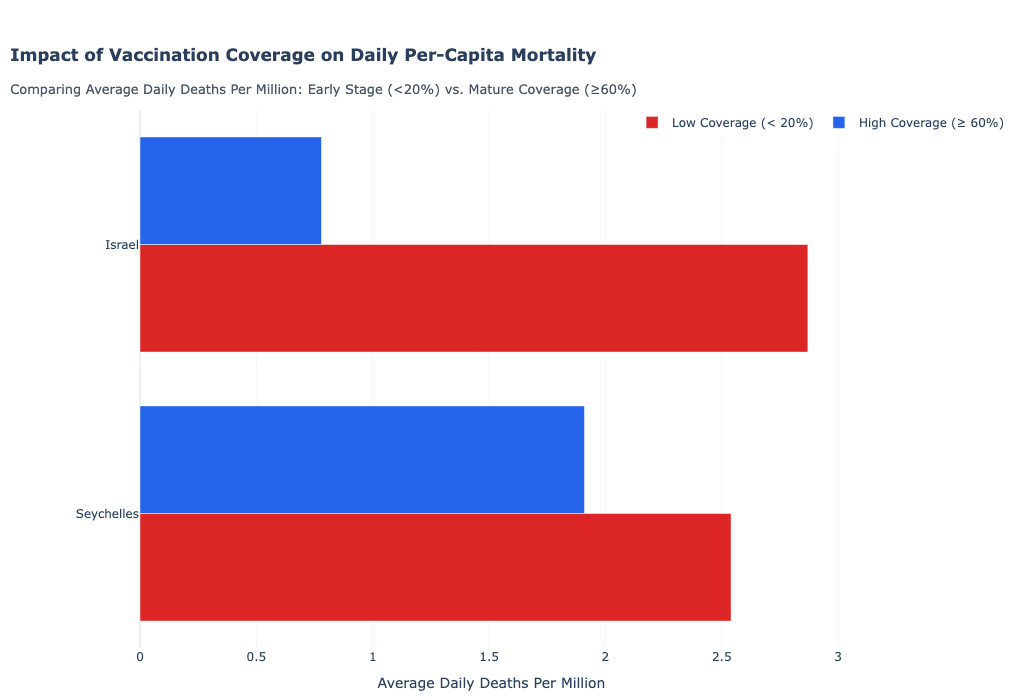 Impact of Vaccination Coverage on Daily Per-Capita Mortality
Comparing Average Daily Deaths Per Million: Early Stage (<20%) vs. Mature Coverage (≥60%)
Low Coverage (< 20%)
High Coverage (≥ 60%)
Israel
Seychelles
0
0.5
1
1.5
2
2.5
3
Average Daily Deaths Per Million